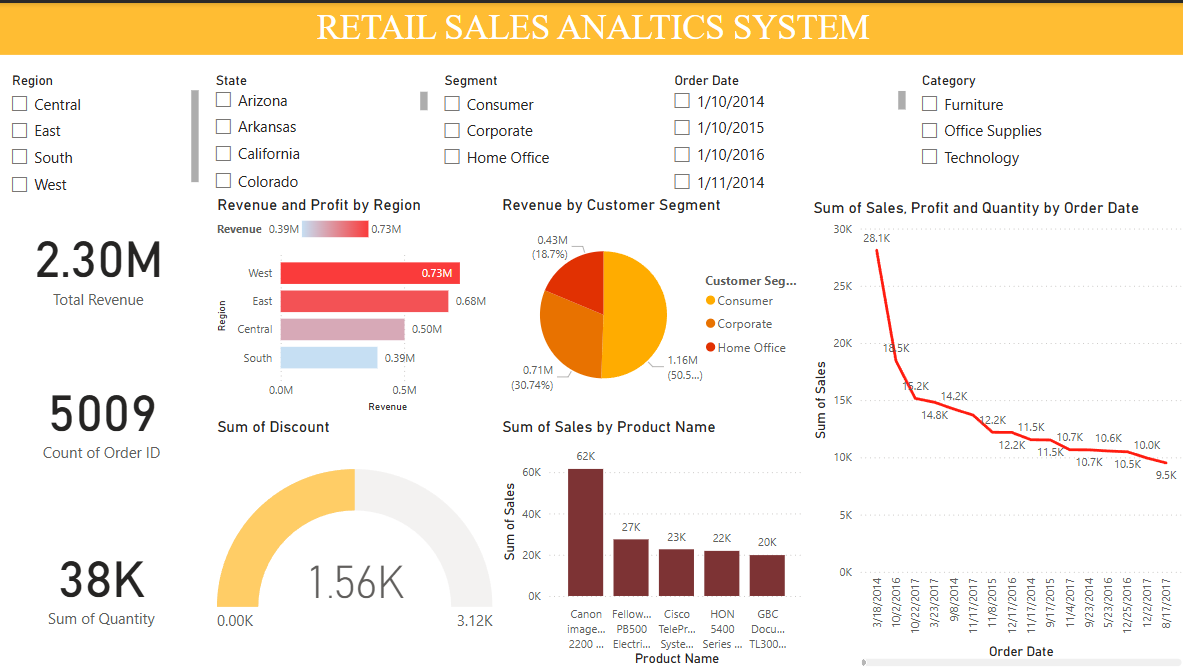 RETAIL SALES ANALTICS SYSTEM
Region
Central
East
South
West
State
Arizona
Arkansas
California
Colorado
Segment
Consumer
Corporate
Home Office
Order Date
1/10/2014
1/10/2015
1/10/2016
1/11/2014
Category
Furniture
Office Supplies
Technology
2.30M
Total Revenue
5009
Count of Order ID
38K
Sum of Quantity
Revenue and Profit by Region
Revenue 0.39M 0.73M
Region
West 0.73M
East 0.68M
Central 0.50M
South 0.39M
0.0M 0.5M
Revenue
Revenue by Customer Segment
0.43M
(18.7%)
0.71M
(30.74%)
1.16M
(50.5...)
Customer Seg...
Consumer
Corporate
Home Office
Sum of Discount
1.56K
0.00K 3.12K
Sum of Sales by Product Name
Sum of Sales
60K
40K
20K
0K
62K
27K
23K
22K
20K
Canon
image...
2200 ...
Fellow...
PB500
Electri...
Cisco
TelePr...
Syste...
HON
5400
Series ...
GBC
Docu...
TL300...
Product Name
Sum of Sales, Profit and Quantity by Order Date
Sum of Sales
30K
25K
20K
15K
10K
5K
0K
28.1K
18.5K
15.2K
14.8K
14.2K
12.2K
12.2K
11.5K
11.5K
10.7K
10.7K
10.6K
10.5K
10.0K
9.5K
3/18/2014
10/2/2016
10/22/2017
3/23/2017
9/8/2014
11/17/2017
11/8/2015
12/17/2016
11/14/2017
9/17/2015
11/4/2017
9/23/2014
5/23/2016
12/25/2016
12/2/2017
8/17/2017
Order Date